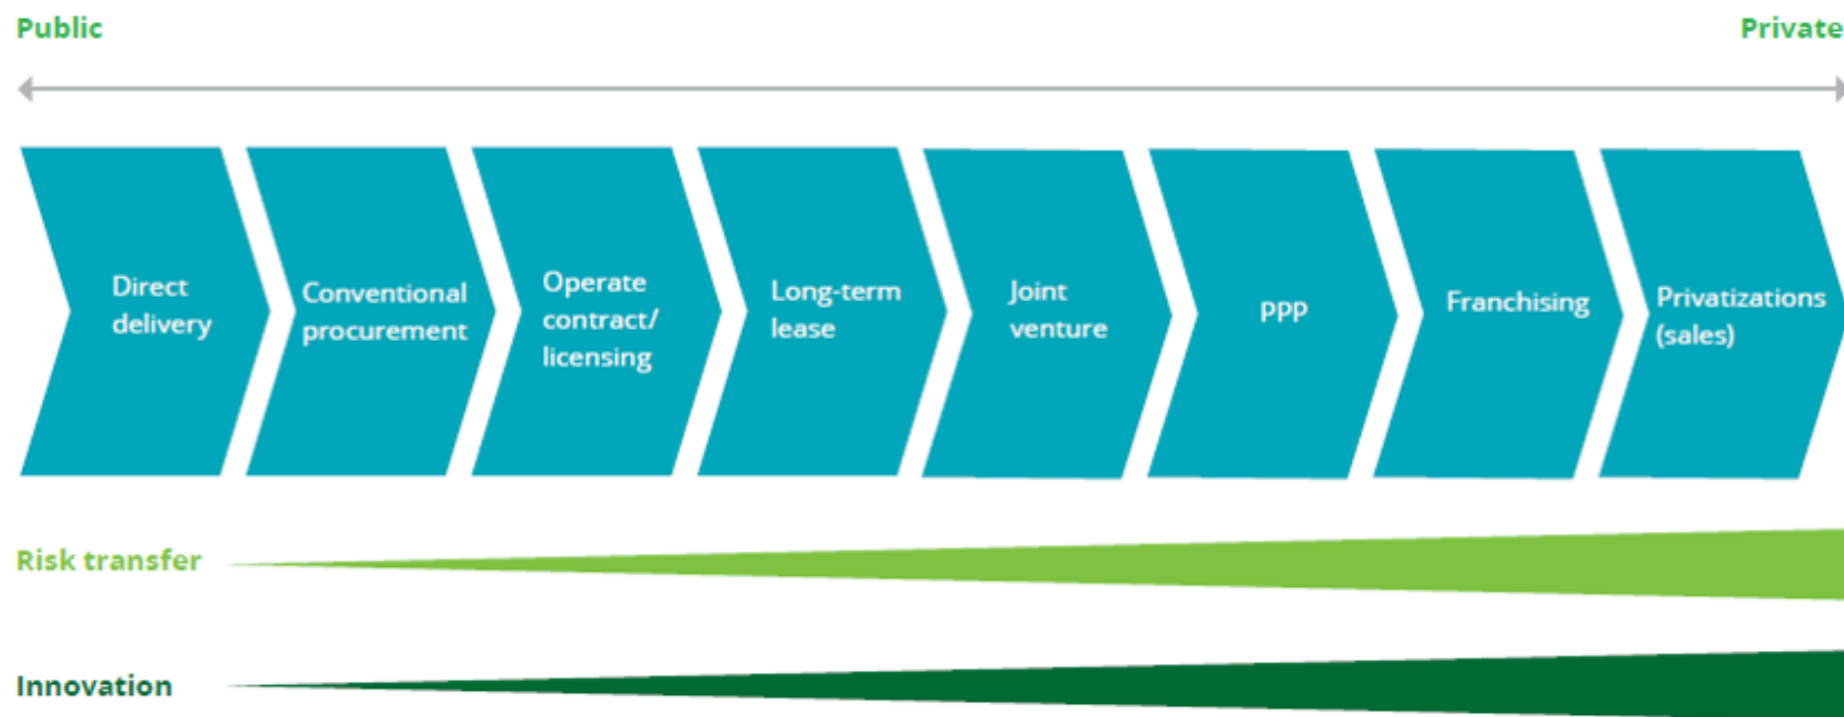 Public
Private
Direct
delivery
Conventional
procurement
Operate
contract/
licensing
Long-term
lease
Joint
venture
PPP
Franchising
Privatizations
(sales)
Risk transfer
Innovation